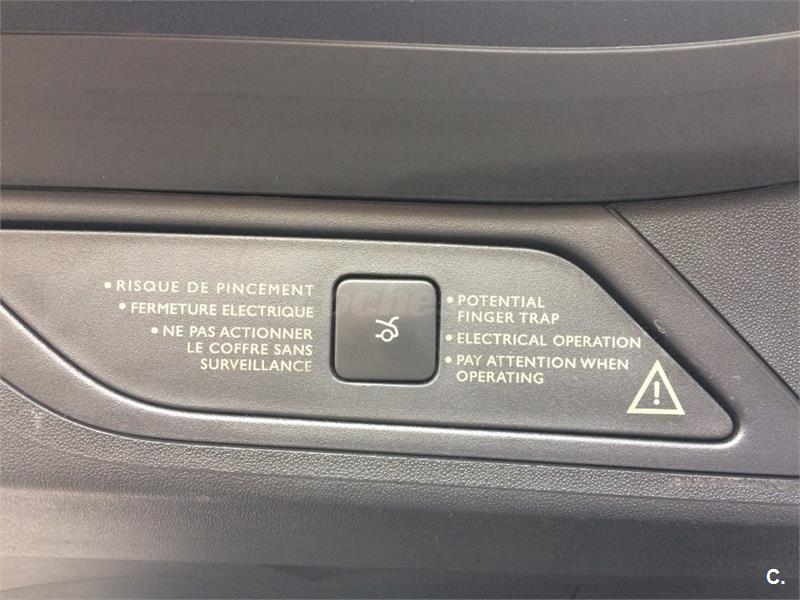 • RISQUE DE PINCEMENT
• FERMETURE ELECTRIQUE
• NE PAS ACTIONNER
LE COFFRE SANS
SURVEILLANCE
• POTENTIAL
FINGER TRAP
• ELECTRICAL OPERATION
• PAY ATTENTION WHEN
OPERATING
!
C.